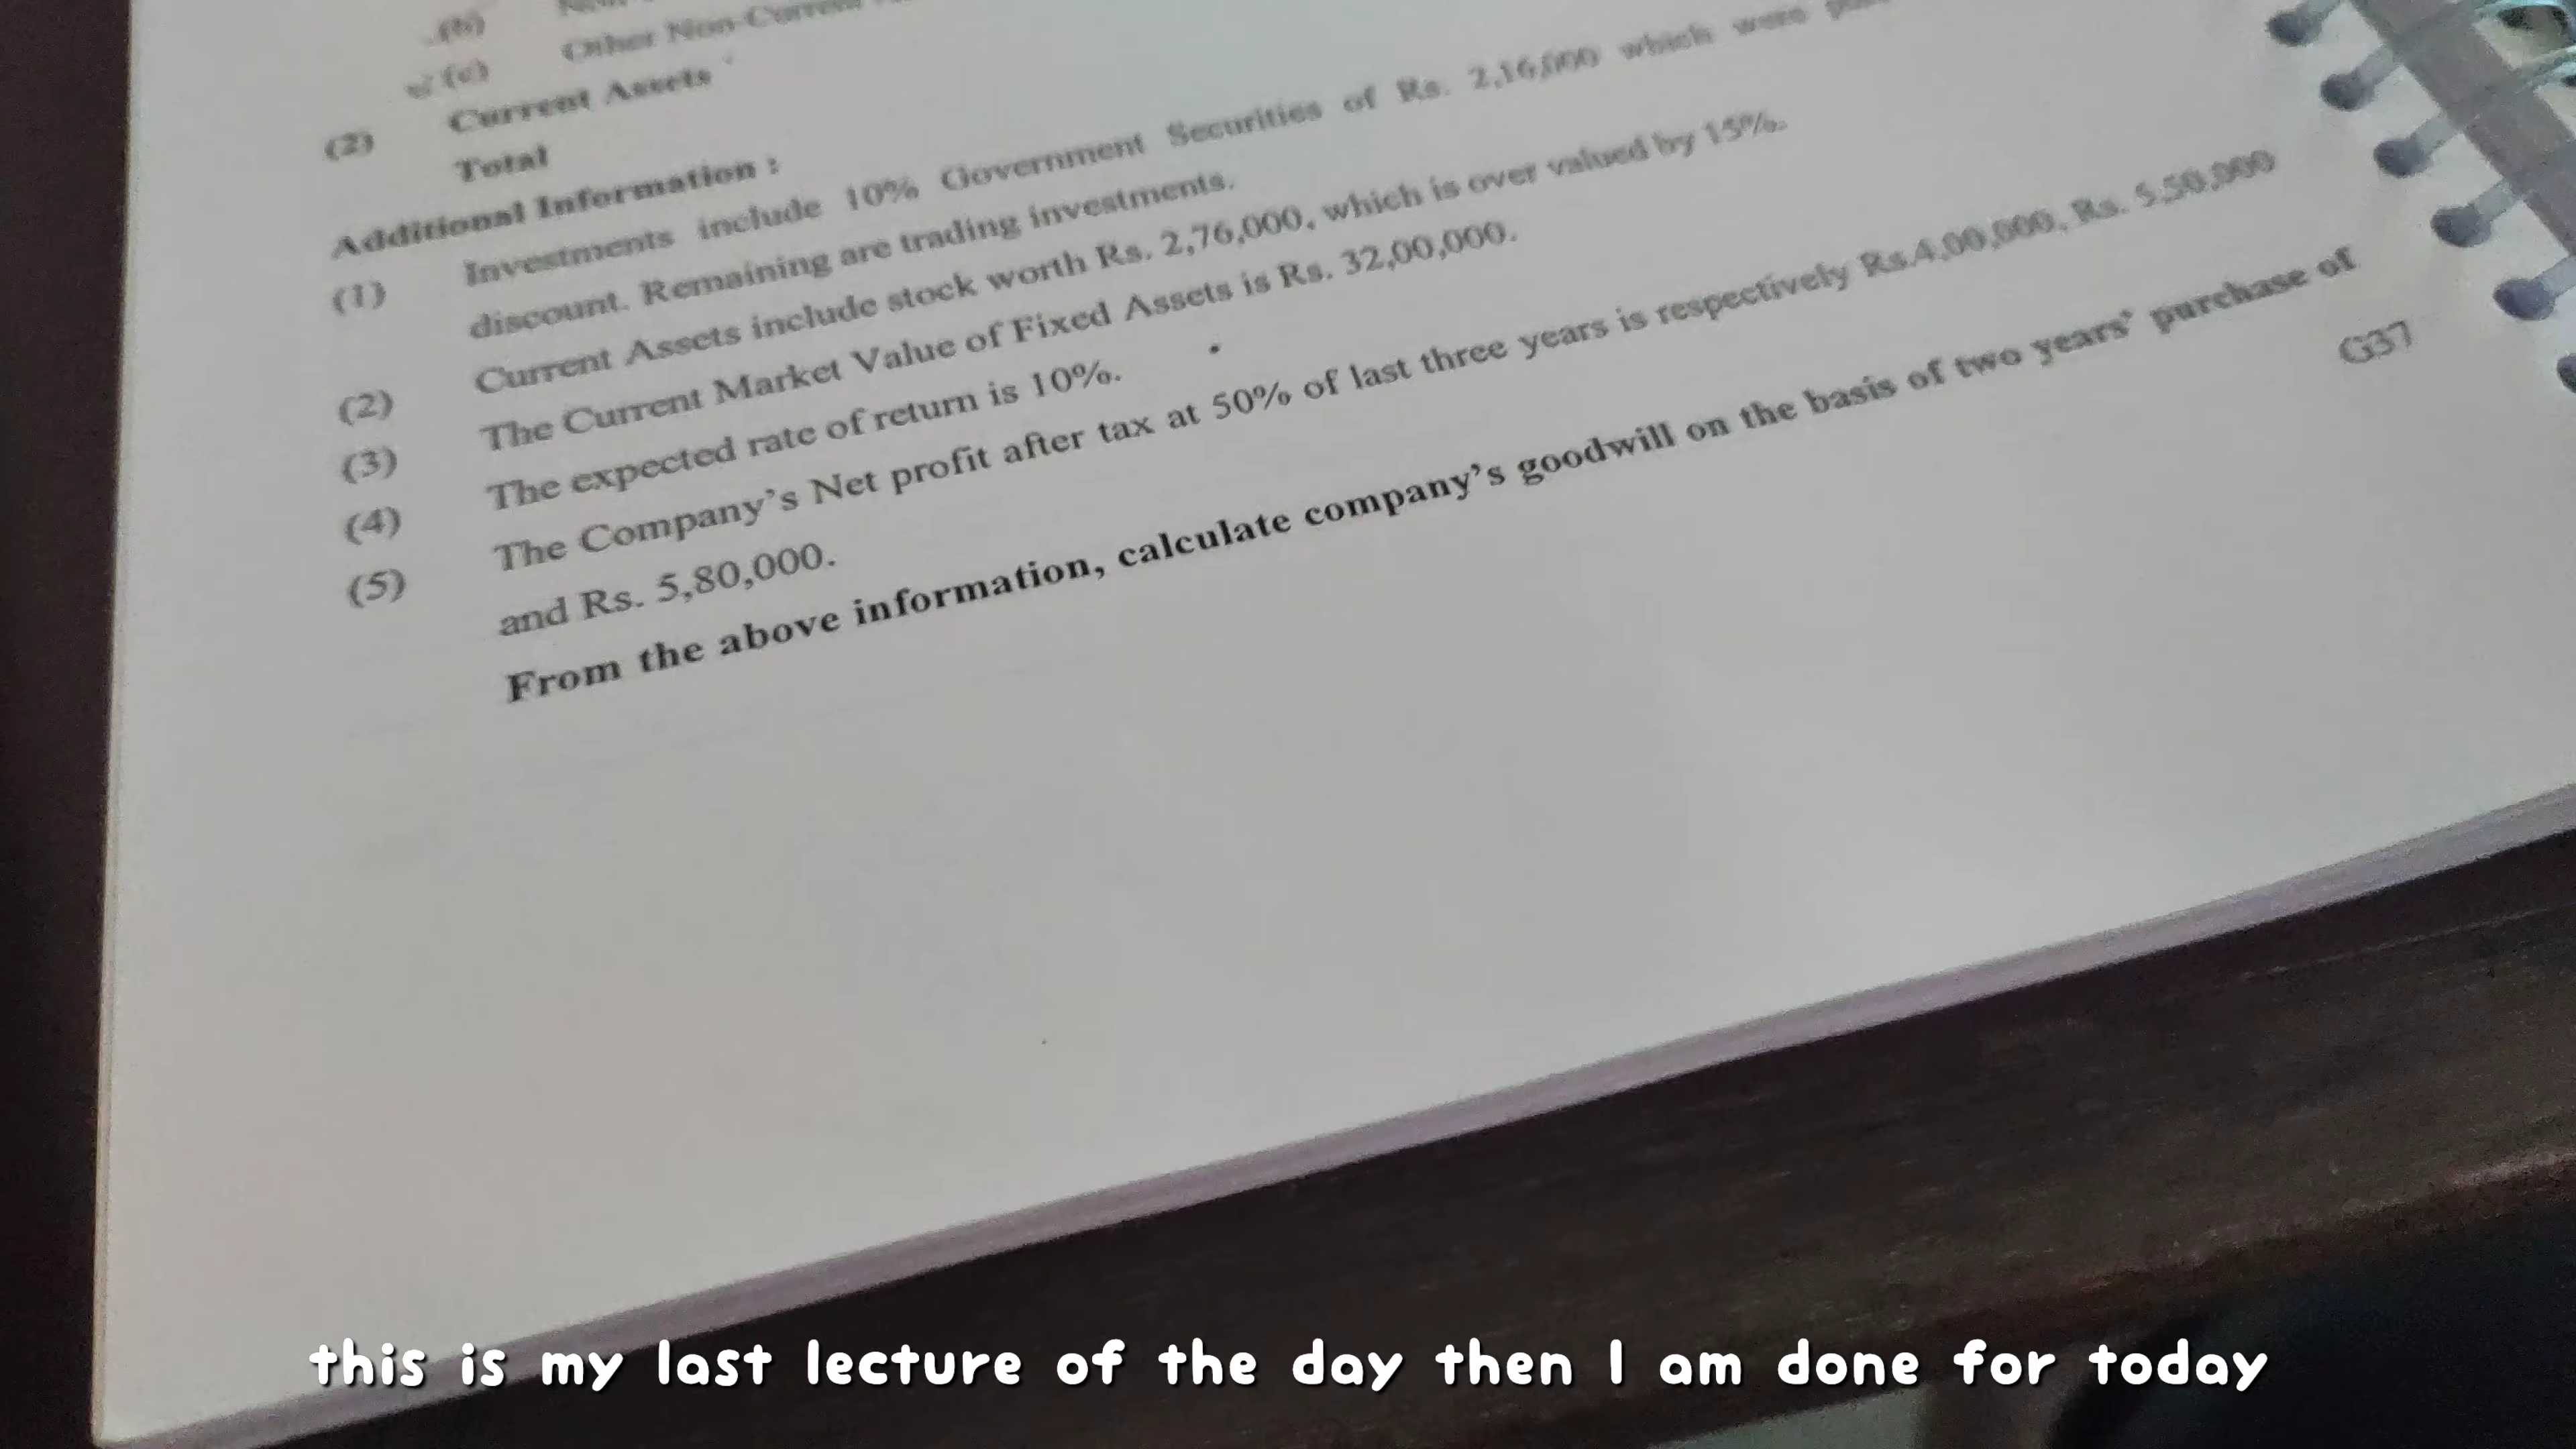 (b)
(c) Other Non-Current
(2) Current Assets
Total
Additional Information :
(1) Investments include 10% Government Securities of Rs. 2,16,000 which were
discount. Remaining are trading investments.
(2) Current Assets include stock worth Rs. 2,76,000, which is over valued by 15%.
(3) The Current Market Value of Fixed Assets is Rs. 32,00,000.
(4) The expected rate of return is 10%.
(5) The Company's Net profit after tax at 50% of last three years is respectively Rs.4,00,000, Rs. 5,50,000
and Rs. 5,80,000.
From the above information, calculate company's goodwill on the basis of two years' purchase of
G37
this is my last lecture of the day then I am done for today